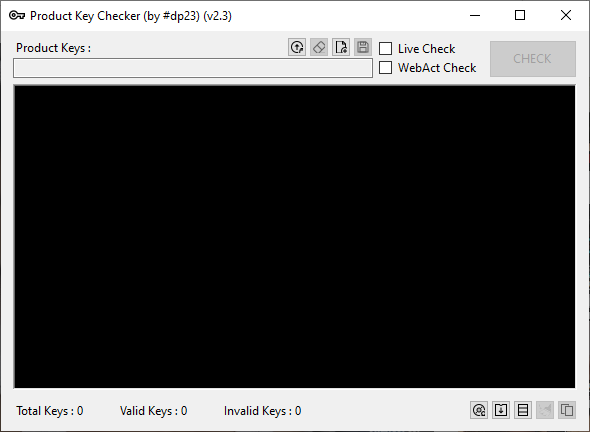 Product Key Checker (by #dp23) (v2.3)
Product Keys :
Live Check
WebAct Check
CHECK
Total Keys : 0
Valid Keys : 0
Invalid Keys : 0